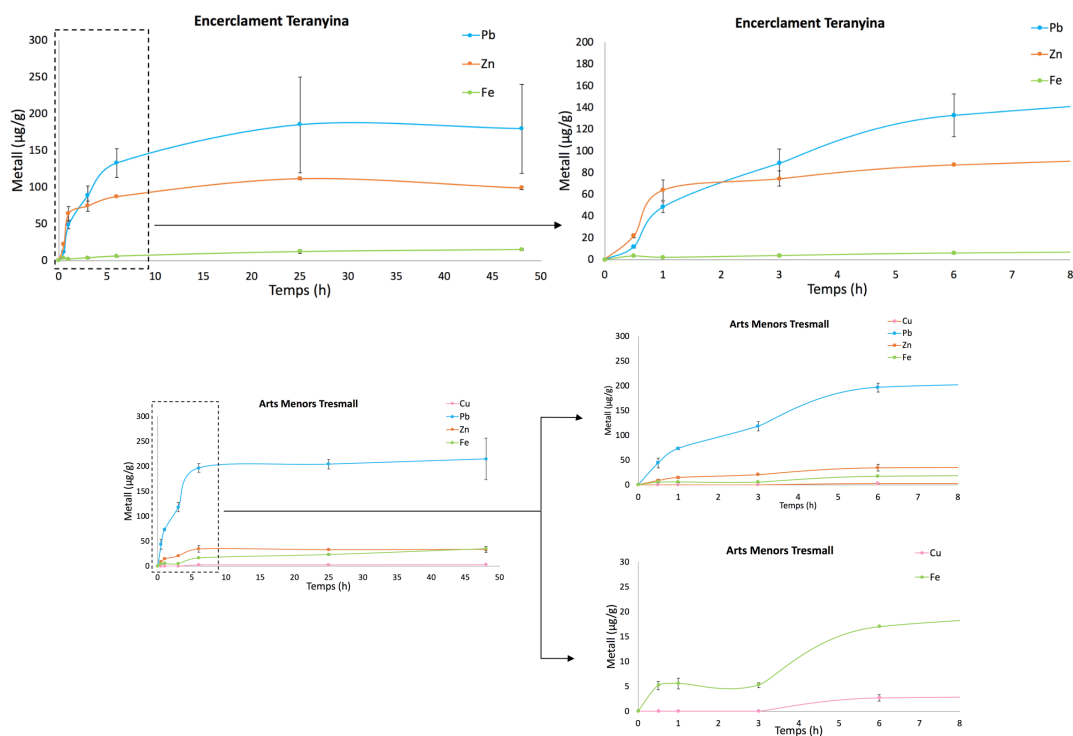 Encerclament Teranyina
Pb
Zn
Fe
Metall (µg/g)
300
250
200
150
100
50
0
0 5 10 15 20 25 30 35 40 45 50
Temps (h)
Encerclament Teranyina
Pb
Zn
Fe
Metall (µg/g)
200
180
160
140
120
100
80
60
40
20
0
0 1 2 3 4 5 6 7 8
Temps (h)
Arts Menors Tresmall
Cu
Pb
Zn
Fe
Metall (µg/g)
300
250
200
150
100
50
0
0 5 10 15 20 25 30 35 40 45 50
Temps (h)
Arts Menors Tresmall
Cu
Pb
Zn
Fe
Metall (µg/g)
300
250
200
150
100
50
0
0 1 2 3 4 5 6 7 8
Temps (h)
Arts Menors Tresmall
Cu
Fe
Metall (µg/g)
30
25
20
15
10
5
0
0 1 2 3 4 5 6 7 8
Temps (h)